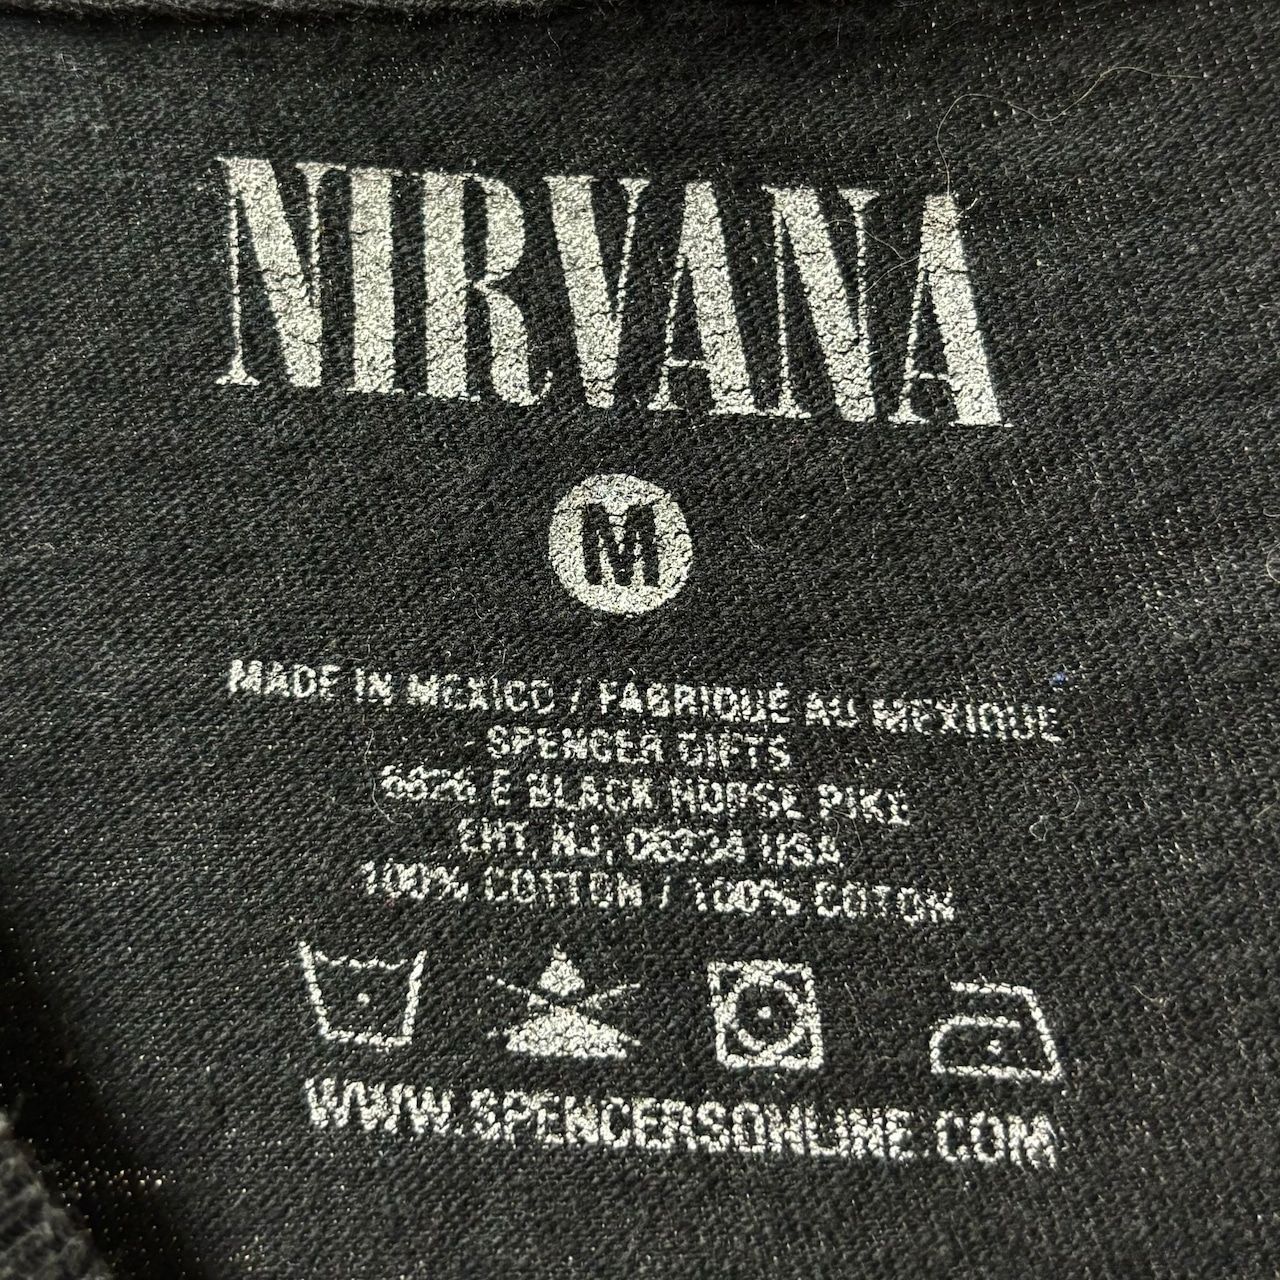 NIRVANA
M
MADE IN MEXICO / FABRIQUÉ AU MEXIQUE
SPENCER GIFTS
6826 E BLACK HORSE PIKE
EHT, NJ, 08234 USA
100% COTTON / 100% COTON
WWW.SPENCERSONLINE.COM